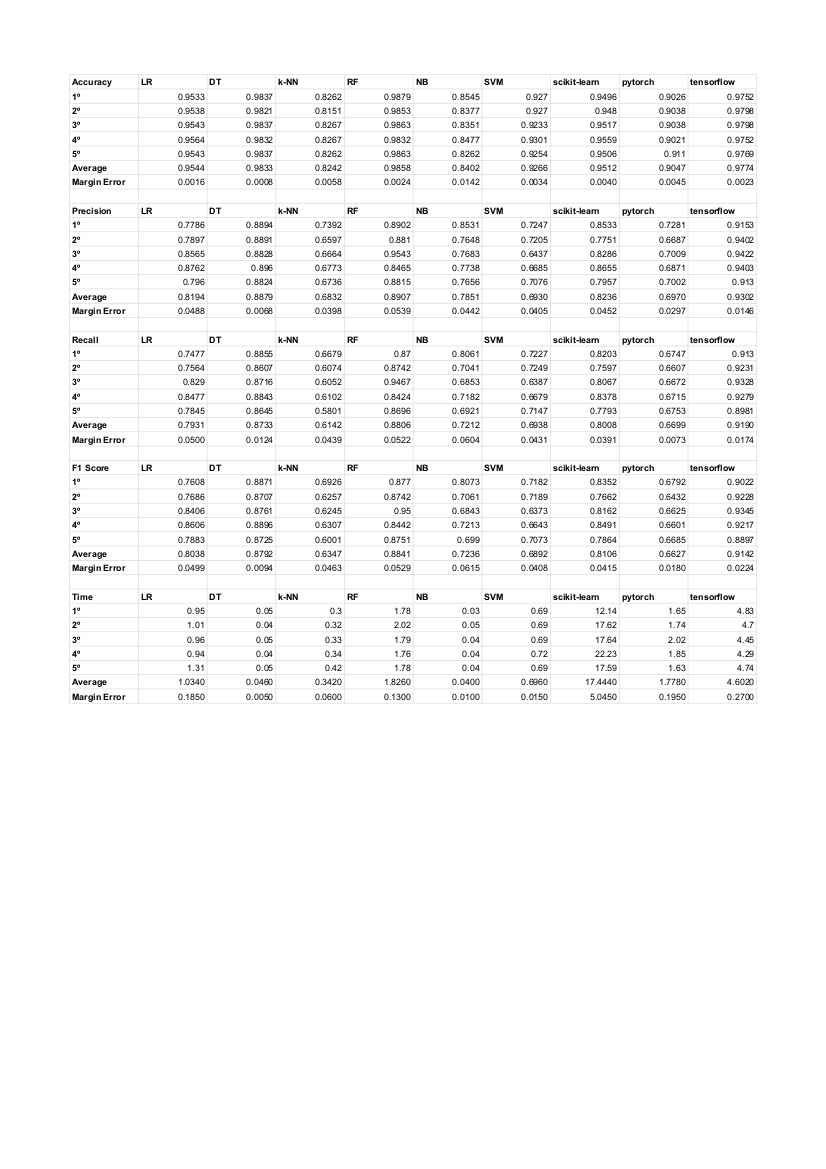 Accuracy LR DT k-NN RF NB SVM scikit-learn pytorch tensorflow
1º 0.9533 0.9837 0.8262 0.9879 0.8545 0.927 0.9496 0.9026 0.9752
2º 0.9538 0.9821 0.8151 0.9853 0.8377 0.927 0.948 0.9038 0.9798
3º 0.9543 0.9837 0.8267 0.9863 0.8351 0.9233 0.9517 0.9038 0.9798
4º 0.9564 0.9832 0.8267 0.9832 0.8477 0.9301 0.9559 0.9021 0.9752
5º 0.9543 0.9837 0.8262 0.9863 0.8262 0.9254 0.9506 0.911 0.9769
Average 0.9544 0.9833 0.8242 0.9858 0.8402 0.9266 0.9512 0.9047 0.9774
Margin Error 0.0016 0.0008 0.0058 0.0024 0.0142 0.0034 0.0040 0.0045 0.0023
Precision LR DT k-NN RF NB SVM scikit-learn pytorch tensorflow
1º 0.7786 0.8894 0.7392 0.8902 0.8531 0.7247 0.8533 0.7281 0.9153
2º 0.7897 0.8891 0.6597 0.881 0.7648 0.7205 0.7751 0.6687 0.9402
3º 0.8565 0.8828 0.6664 0.9543 0.7683 0.6437 0.8286 0.7009 0.9422
4º 0.8762 0.896 0.6773 0.8465 0.7738 0.6685 0.8655 0.6871 0.9403
5º 0.796 0.8824 0.6736 0.8815 0.7656 0.7076 0.7957 0.7002 0.913
Average 0.8194 0.8879 0.6832 0.8907 0.7851 0.6930 0.8236 0.6970 0.9302
Margin Error 0.0488 0.0068 0.0398 0.0539 0.0442 0.0405 0.0452 0.0297 0.0146
Recall LR DT k-NN RF NB SVM scikit-learn pytorch tensorflow
1º 0.7477 0.8855 0.6679 0.87 0.8061 0.7227 0.8203 0.6747 0.913
2º 0.7564 0.8607 0.6074 0.8742 0.7041 0.7249 0.7597 0.6607 0.9231
3º 0.829 0.8716 0.6052 0.9467 0.6853 0.6387 0.8067 0.6672 0.9328
4º 0.8477 0.8843 0.6102 0.8424 0.7182 0.6679 0.8378 0.6715 0.9279
5º 0.7845 0.8645 0.5801 0.8696 0.6921 0.7147 0.7793 0.6753 0.8981
Average 0.7931 0.8733 0.6142 0.8806 0.7212 0.6938 0.8008 0.6699 0.9190
Margin Error 0.0500 0.0124 0.0439 0.0522 0.0604 0.0431 0.0391 0.0073 0.0174
F1 Score LR DT k-NN RF NB SVM scikit-learn pytorch tensorflow
1º 0.7608 0.8871 0.6926 0.877 0.8073 0.7182 0.8352 0.6792 0.9022
2º 0.7686 0.8707 0.6257 0.8742 0.7061 0.7189 0.7662 0.6432 0.9228
3º 0.8406 0.8761 0.6245 0.95 0.6843 0.6373 0.8162 0.6625 0.9345
4º 0.8606 0.8896 0.6307 0.8442 0.7213 0.6643 0.8491 0.6601 0.9217
5º 0.7883 0.8725 0.6001 0.8751 0.699 0.7073 0.7864 0.6685 0.8897
Average 0.8038 0.8792 0.6347 0.8841 0.7236 0.6892 0.8106 0.6627 0.9142
Margin Error 0.0499 0.0094 0.0463 0.0529 0.0615 0.0408 0.0415 0.0180 0.0224
Time LR DT k-NN RF NB SVM scikit-learn pytorch tensorflow
1º 0.95 0.05 0.3 1.78 0.03 0.69 12.14 1.65 4.83
2º 1.01 0.04 0.32 2.02 0.05 0.69 17.62 1.74 4.7
3º 0.96 0.05 0.33 1.79 0.04 0.69 17.64 2.02 4.45
4º 0.94 0.04 0.34 1.76 0.04 0.72 22.23 1.85 4.29
5º 1.31 0.05 0.42 1.78 0.04 0.69 17.59 1.63 4.74
Average 1.0340 0.0460 0.3420 1.8260 0.0400 0.6960 17.4440 1.7780 4.6020
Margin Error 0.1850 0.0050 0.0600 0.1300 0.0100 0.0150 5.0450 0.1950 0.2700